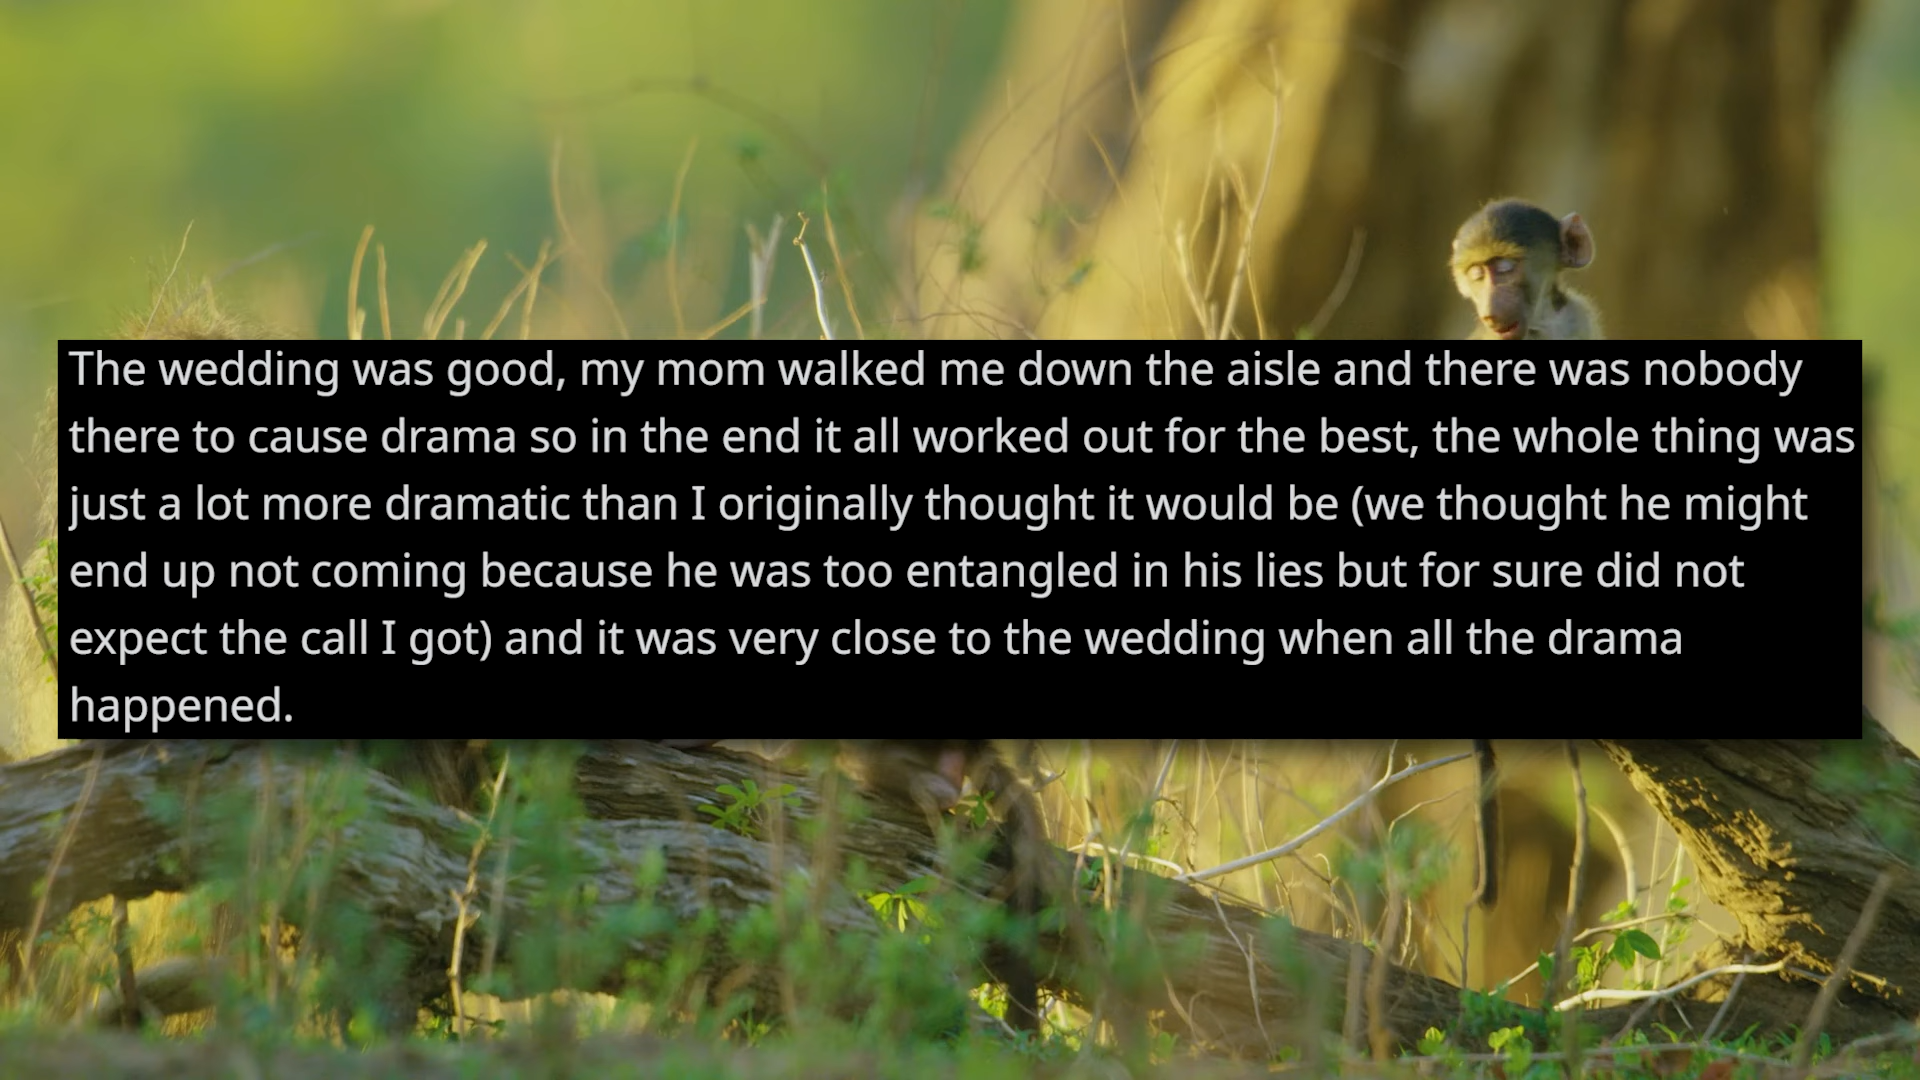 The wedding was good, my mom walked me down the aisle and there was nobody
there to cause drama so in the end it all worked out for the best, the whole thing was
just a lot more dramatic than I originally thought it would be (we thought he might
end up not coming because he was too entangled in his lies but for sure did not
expect the call I got) and it was very close to the wedding when all the drama
happened.